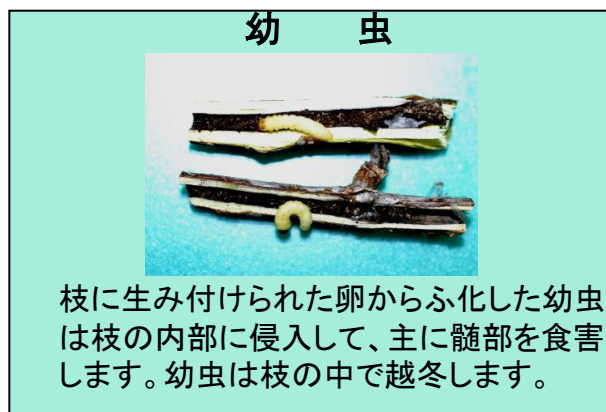 幼　虫
枝に生み付けられた卵からふ化した幼虫
は枝の内部に侵入して、主に髄部を食害
します。幼虫は枝の中で越冬します。